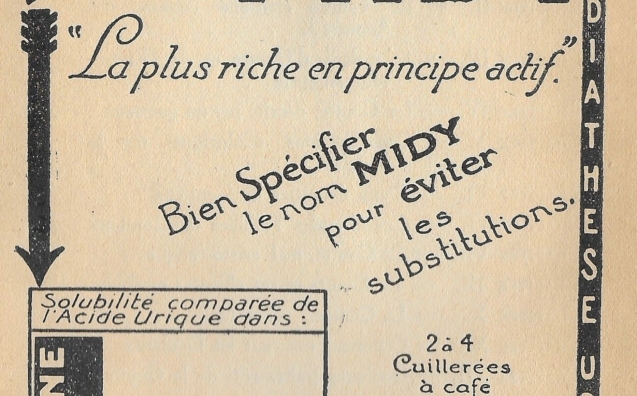 "La plus riche en principe actif."
Bien Spécifier
le nom MIDY
pour éviter
les
substitutions.
Solubilité comparée de
l'Acide Urique dans :
2 à 4
Cuillerées
à café
DIATHESE